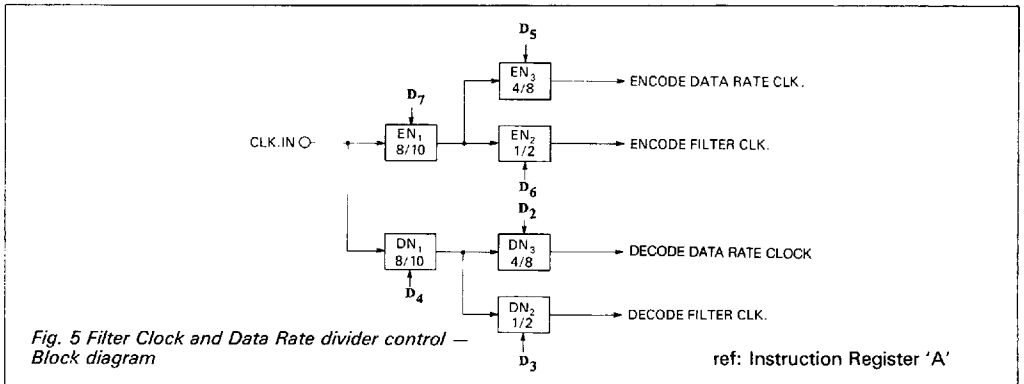 D5
EN3
4/8
ENCODE DATA RATE CLK.
D7
CLK.IN
EN1
8/10
EN2
1/2
ENCODE FILTER CLK.
D6
D2
DN1
8/10
DN3
4/8
DECODE DATA RATE CLOCK
D4
DN2
1/2
DECODE FILTER CLK.
D3
Fig. 5 Filter Clock and Data Rate divider control —
Block diagram
ref: Instruction Register 'A'